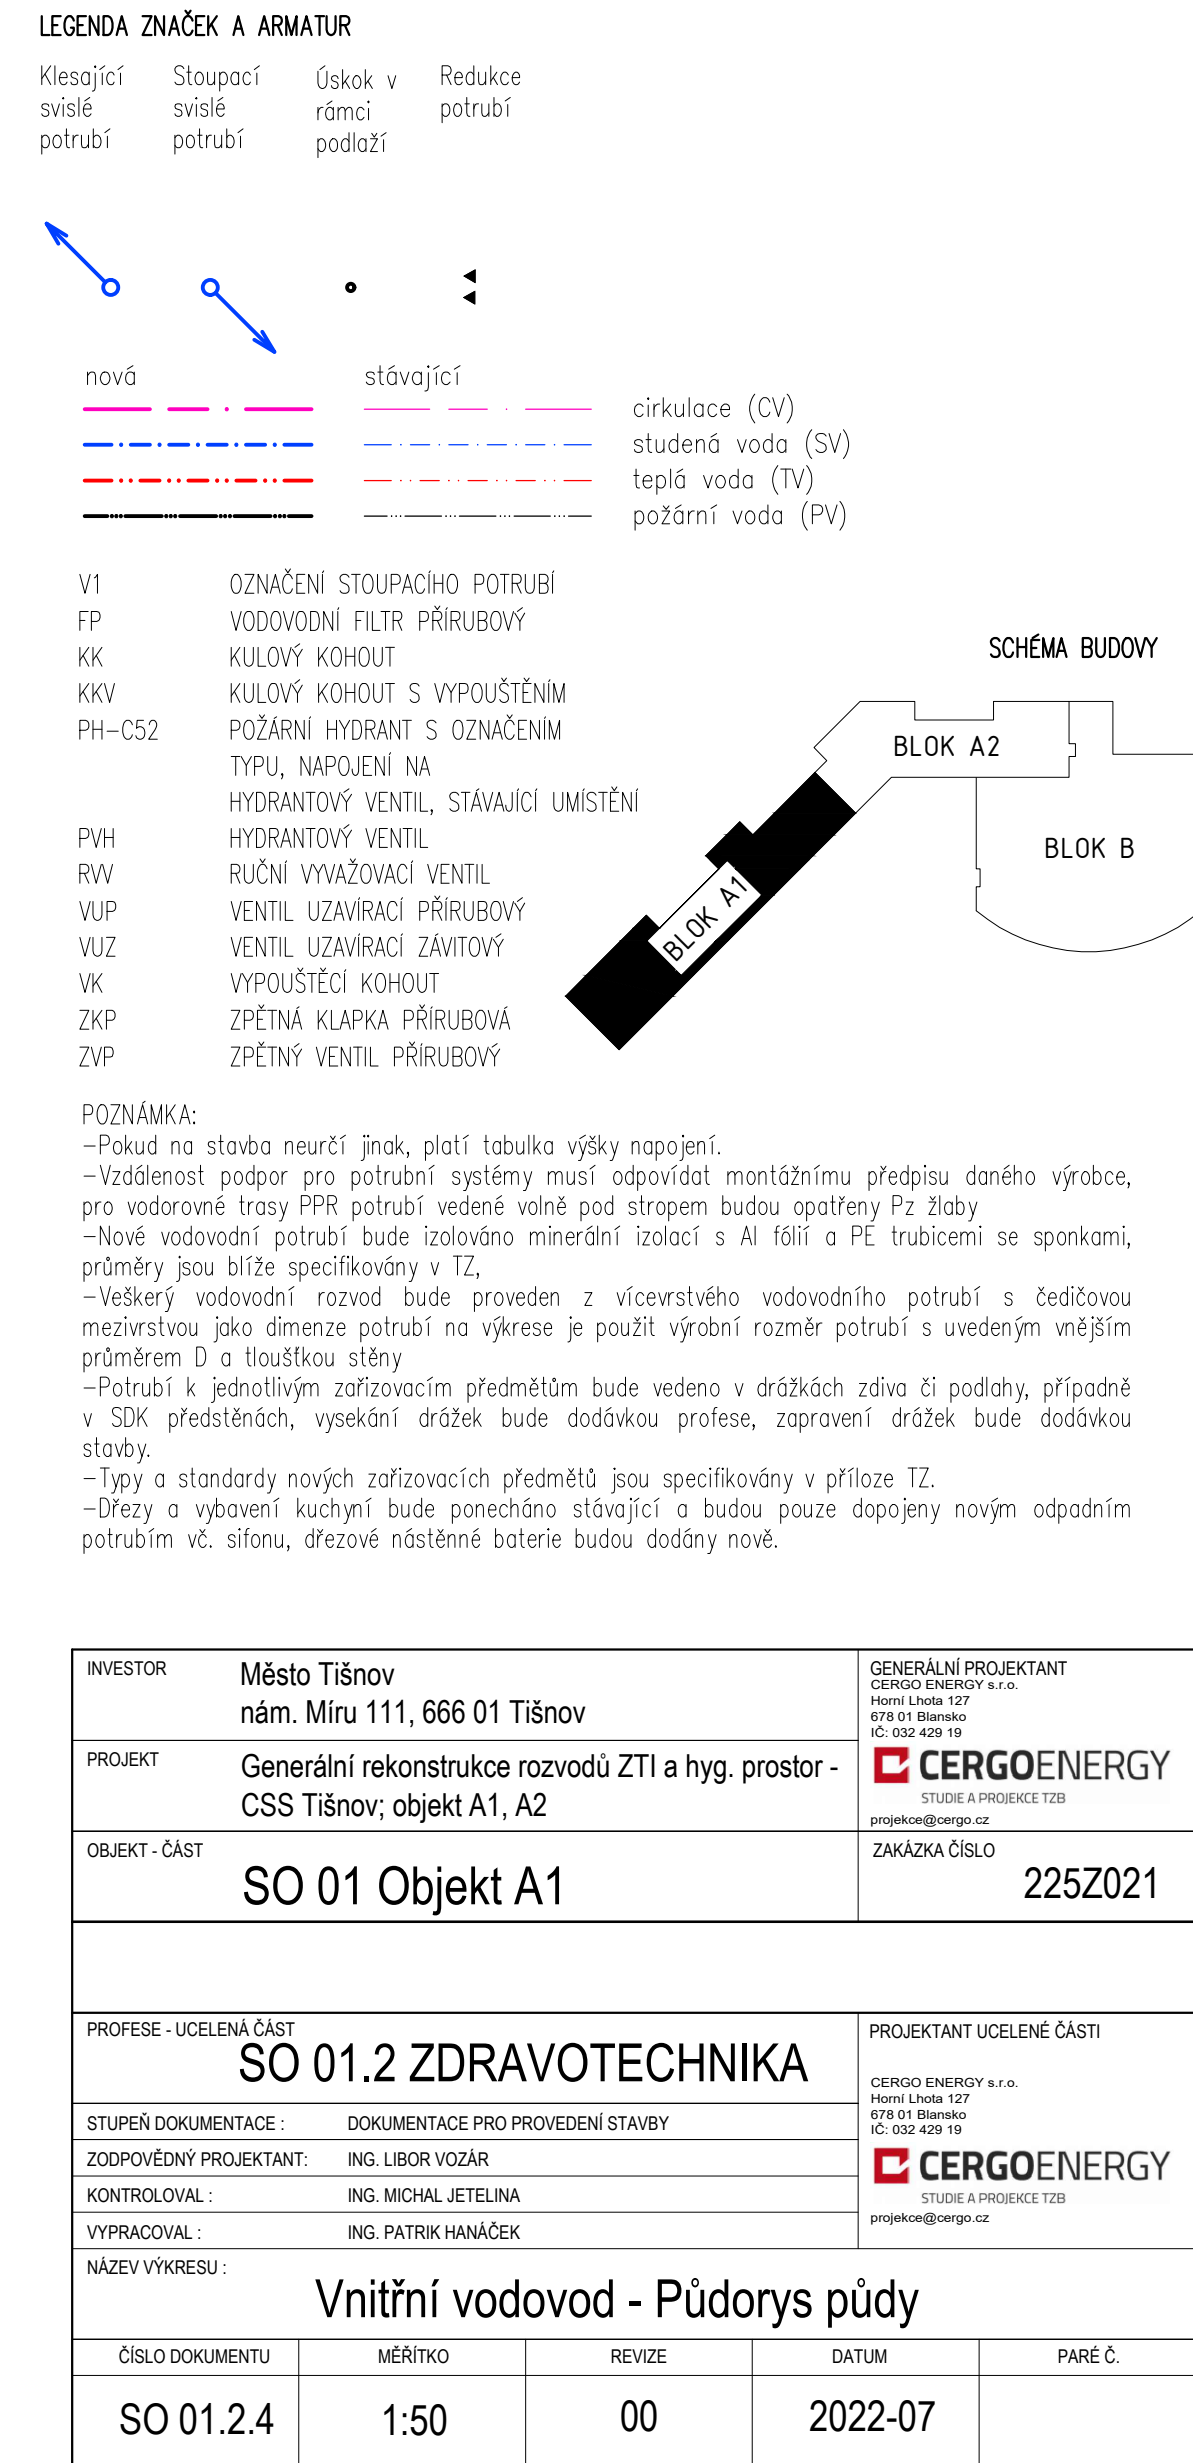 LEGENDA ZNAČEK A ARMATUR
Klesající svislé potrubí
Stoupací svislé potrubí
Úskok v rámci podlaží
Redukce potrubí
nová
stávající
cirkulace (CV)
studená voda (SV)
teplá voda (TV)
požární voda (PV)
V1 OZNAČENÍ STOUPACÍHO POTRUBÍ
FP VODOVODNÍ FILTR PŘÍRUBOVÝ
KK KULOVÝ KOHOUT
KKV KULOVÝ KOHOUT S VYPOUŠTĚNÍM
PH-C52 POŽÁRNÍ HYDRANT S OZNAČENÍM
TYPU, NAPOJENÍ NA
HYDRANTOVÝ VENTIL, STÁVAJÍCÍ UMÍSTĚNÍ
PVH HYDRANTOVÝ VENTIL
RVV RUČNÍ VYVAŽOVACÍ VENTIL
VUP VENTIL UZAVÍRACÍ PŘÍRUBOVÝ
VUZ VENTIL UZAVÍRACÍ ZÁVITOVÝ
VK VYPOUŠTĚCÍ KOHOUT
ZKP ZPĚTNÁ KLAPKA PŘÍRUBOVÁ
ZVP ZPĚTNÝ VENTIL PŘÍRUBOVÝ
SCHÉMA BUDOVY
BLOK A2
BLOK B
BLOK A1
POZNÁMKA:
-Pokud na stavba neurčí jinak, platí tabulka výšky napojení.
-Vzdálenost podpor pro potrubní systémy musí odpovídat montážnímu předpisu daného výrobce,
pro vodorovné trasy PPR potrubí vedené volně pod stropem budou opatřeny Pz žlaby
-Nové vodovodní potrubí bude izolováno minerální izolací s Al fólií a PE trubicemi se sponkami,
průměry jsou blíže specifikovány v TZ,
-Veškerý vodovodní rozvod bude proveden z vícevrstvého vodovodního potrubí s čedičovou
mezivrstvou jako dimenze potrubí na výkrese je použit výrobní rozměr potrubí s uvedeným vnějším
průměrem D a tloušťkou stěny
-Potrubí k jednotlivým zařizovacím předmětům bude vedeno v drážkách zdiva či podlahy, případně
v SDK předstěnách, vysekání drážek bude dodávkou profese, zapravení drážek bude dodávkou
stavby.
-Typy a standardy nových zařizovacích předmětů jsou specifikovány v příloze TZ.
-Dřezy a vybavení kuchyní bude ponecháno stávající a budou pouze dopojeny novým odpadním
potrubím vč. sifonu, dřezové nástěnné baterie budou dodány nově.
INVESTOR
Město Tišnov
nám. Míru 111, 666 01 Tišnov
GENERÁLNÍ PROJEKTANT
CERGO ENERGY s.r.o.
Horní Lhota 127
678 01 Blansko
IČ: 032 429 19
CERGOENERGY
STUDIE A PROJEKCE TZB
projekce@cergo.cz
PROJEKT
Generální rekonstrukce rozvodů ZTI a hyg. prostor -
CSS Tišnov; objekt A1, A2
OBJEKT - ČÁST
SO 01 Objekt A1
ZAKÁZKA ČÍSLO
225Z021
PROFESE - UCELENÁ ČÁST
SO 01.2 ZDRAVOTECHNIKA
PROJEKTANT UCELENÉ ČÁSTI
CERGO ENERGY s.r.o.
Horní Lhota 127
678 01 Blansko
IČ: 032 429 19
CERGOENERGY
STUDIE A PROJEKCE TZB
projekce@cergo.cz
STUPEŇ DOKUMENTACE : DOKUMENTACE PRO PROVEDENÍ STAVBY
ZODPOVĚDNÝ PROJEKTANT: ING. LIBOR VOZÁR
KONTROLOVAL : ING. MICHAL JETELINA
VYPRACOVAL : ING. PATRIK HANÁČEK
NÁZEV VÝKRESU :
Vnitřní vodovod - Půdorys půdy
ČÍSLO DOKUMENTU MĚŘÍTKO REVIZE DATUM PARÉ Č.
SO 01.2.4 1:50 00 2022-07